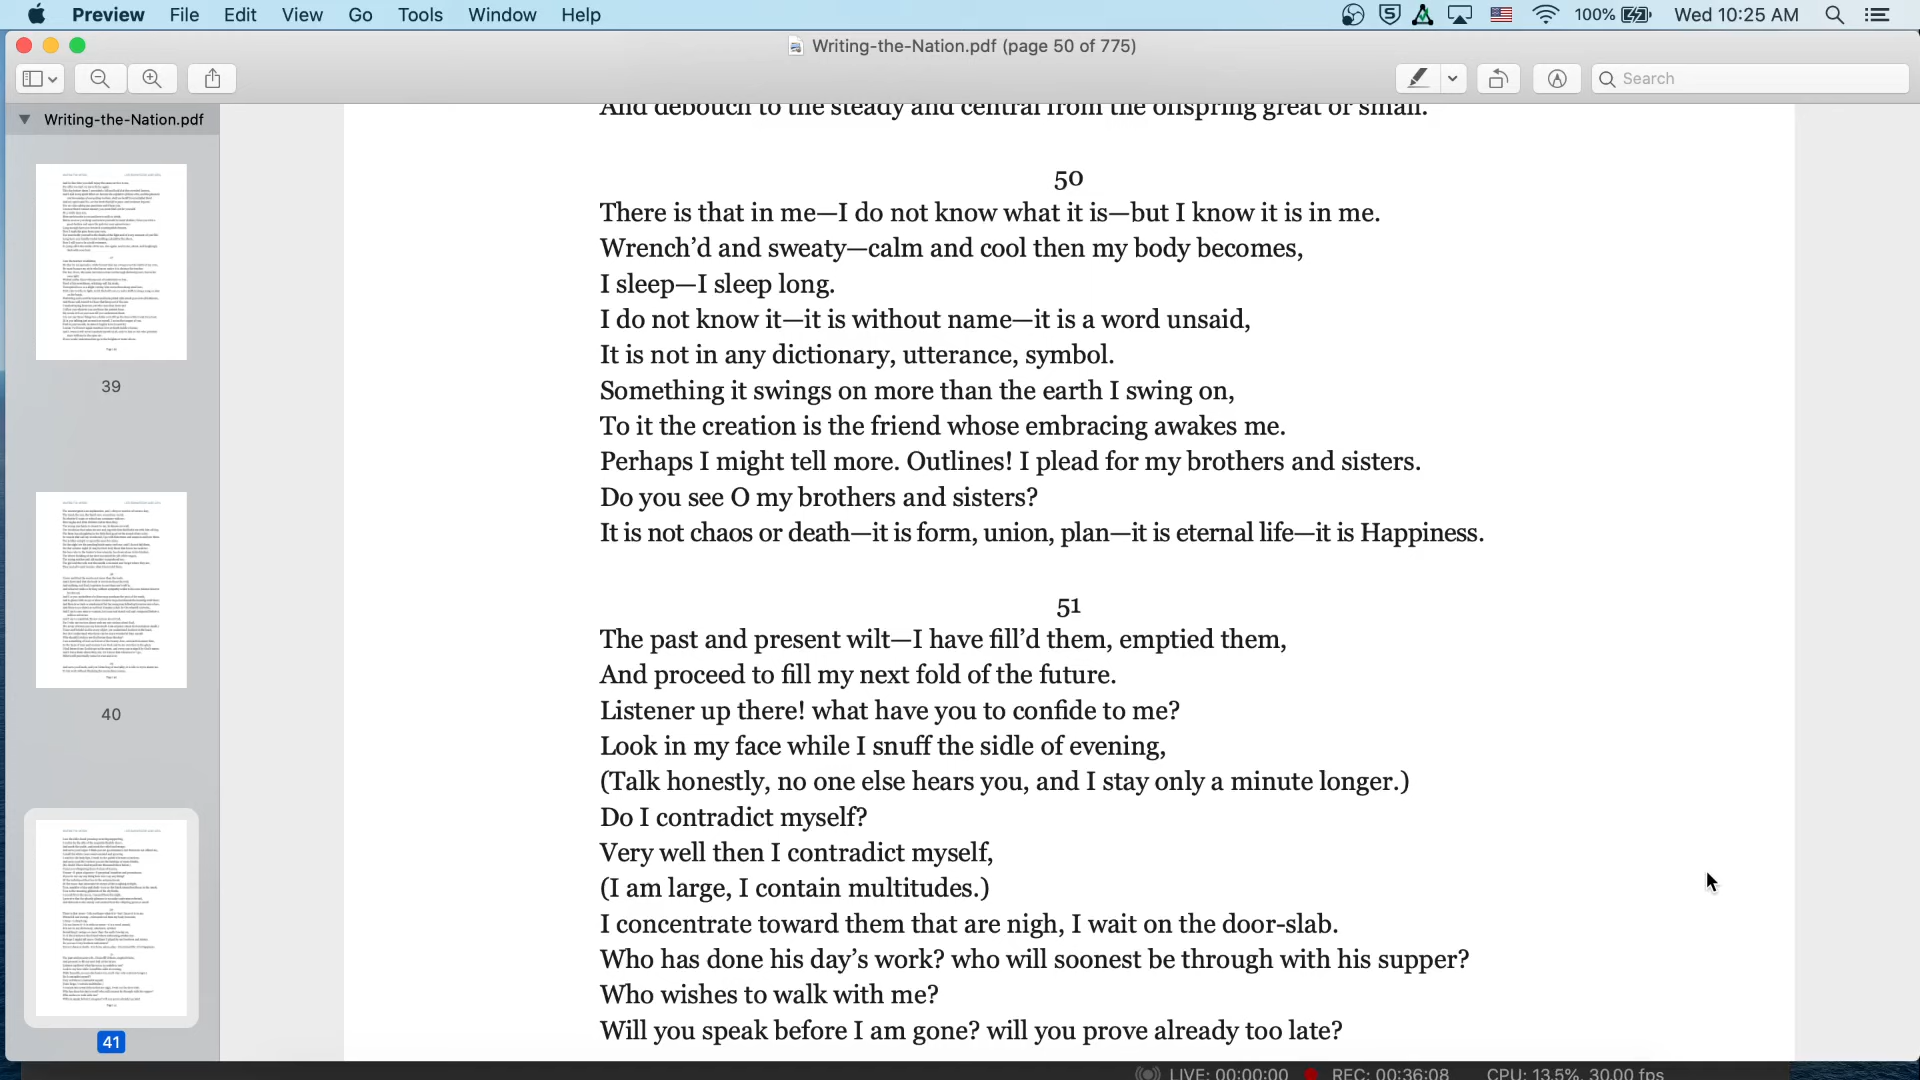 Preview File Edit View Go Tools Window Help 100% Wed 10:25 AM
Writing-the-Nation.pdf (page 50 of 775)
Search
Writing-the-Nation.pdf
39
40
41
And debouch to the steady and central from the offspring great or small.
50
There is that in me—I do not know what it is—but I know it is in me.
Wrench’d and sweaty—calm and cool then my body becomes,
I sleep—I sleep long.
I do not know it—it is without name—it is a word unsaid,
It is not in any dictionary, utterance, symbol.
Something it swings on more than the earth I swing on,
To it the creation is the friend whose embracing awakes me.
Perhaps I might tell more. Outlines! I plead for my brothers and sisters.
Do you see O my brothers and sisters?
It is not chaos or death—it is form, union, plan—it is eternal life—it is Happiness.
51
The past and present wilt—I have fill’d them, emptied them,
And proceed to fill my next fold of the future.
Listener up there! what have you to confide to me?
Look in my face while I snuff the sidle of evening,
(Talk honestly, no one else hears you, and I stay only a minute longer.)
Do I contradict myself?
Very well then I contradict myself,
(I am large, I contain multitudes.)
I concentrate toward them that are nigh, I wait on the door-slab.
Who has done his day’s work? who will soonest be through with his supper?
Who wishes to walk with me?
Will you speak before I am gone? will you prove already too late?
LIVE: 00:00:00 REC: 00:36:08 CPU: 13.5%, 30.00 fps